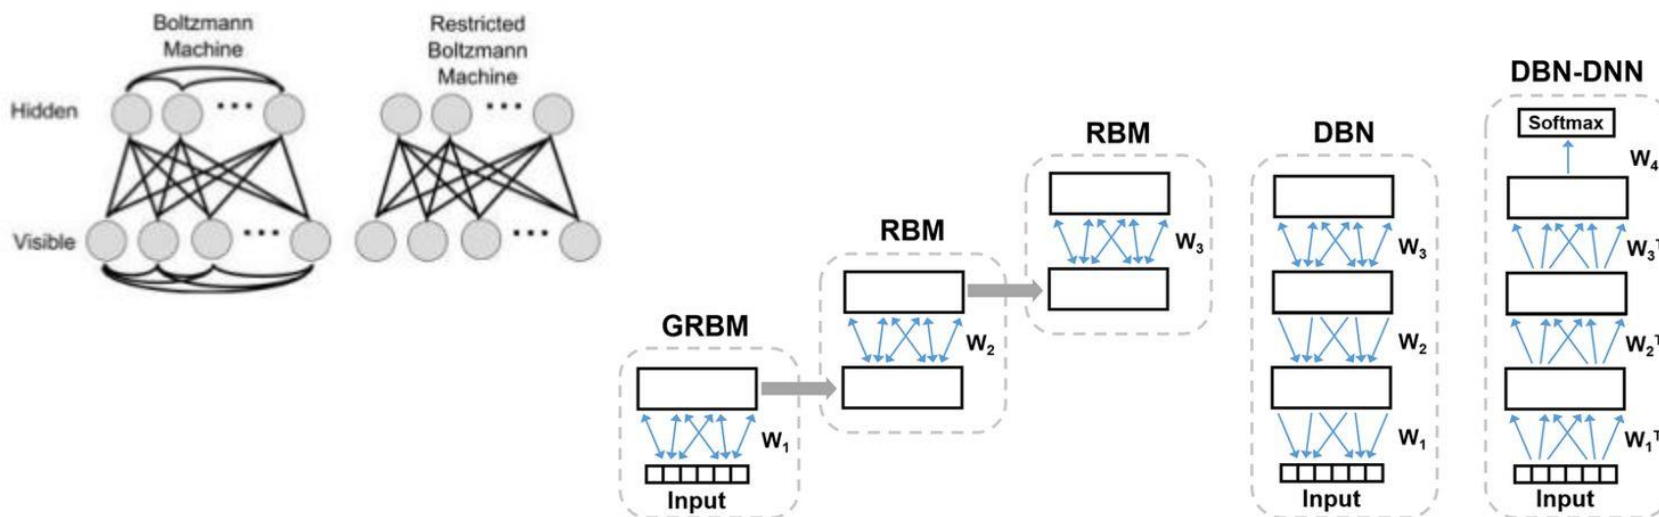 Boltzmann
Machine
Restricted
Boltzmann
Machine
Hidden
Visible
GRBM
W1
Input
RBM
W2
RBM
W3
DBN
W3
W2
W1
Input
DBN-DNN
Softmax
W4
W3T
W2T
W1T
Input